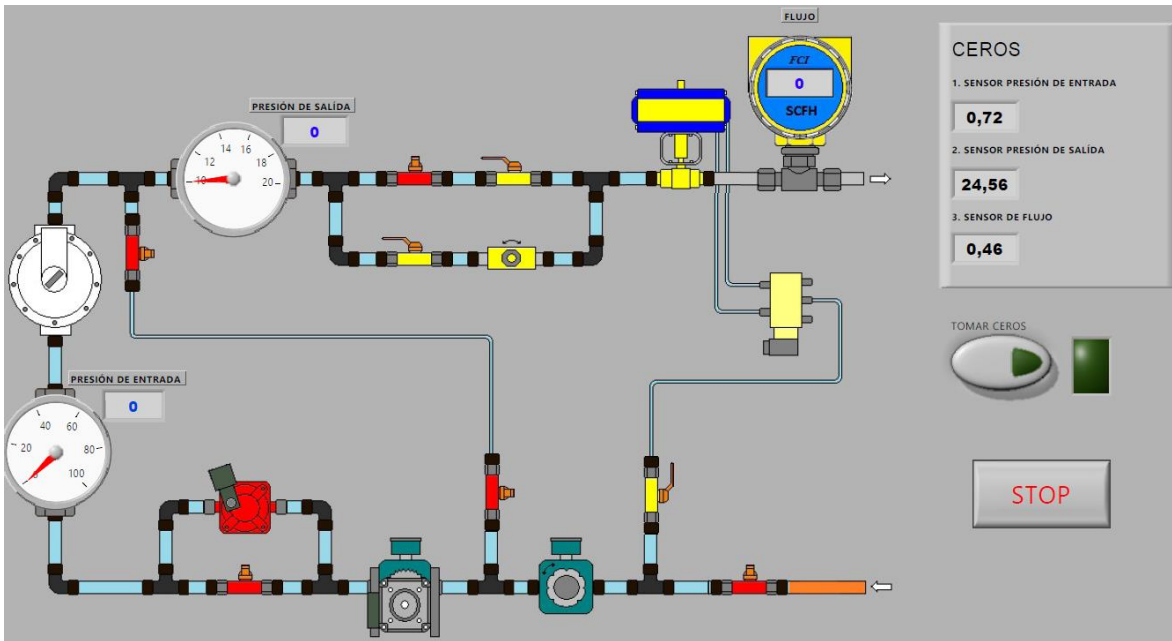 FLUJO
FCI
0
SCFH
PRESIÓN DE SALÍDA
0
10 12 14 16 18 20
PRESIÓN DE ENTRADA
0
0 20 40 60 80 100
CEROS
1. SENSOR PRESIÓN DE ENTRADA
0,72
2. SENSOR PRESIÓN DE SALÍDA
24,56
3. SENSOR DE FLUJO
0,46
TOMAR CEROS
STOP